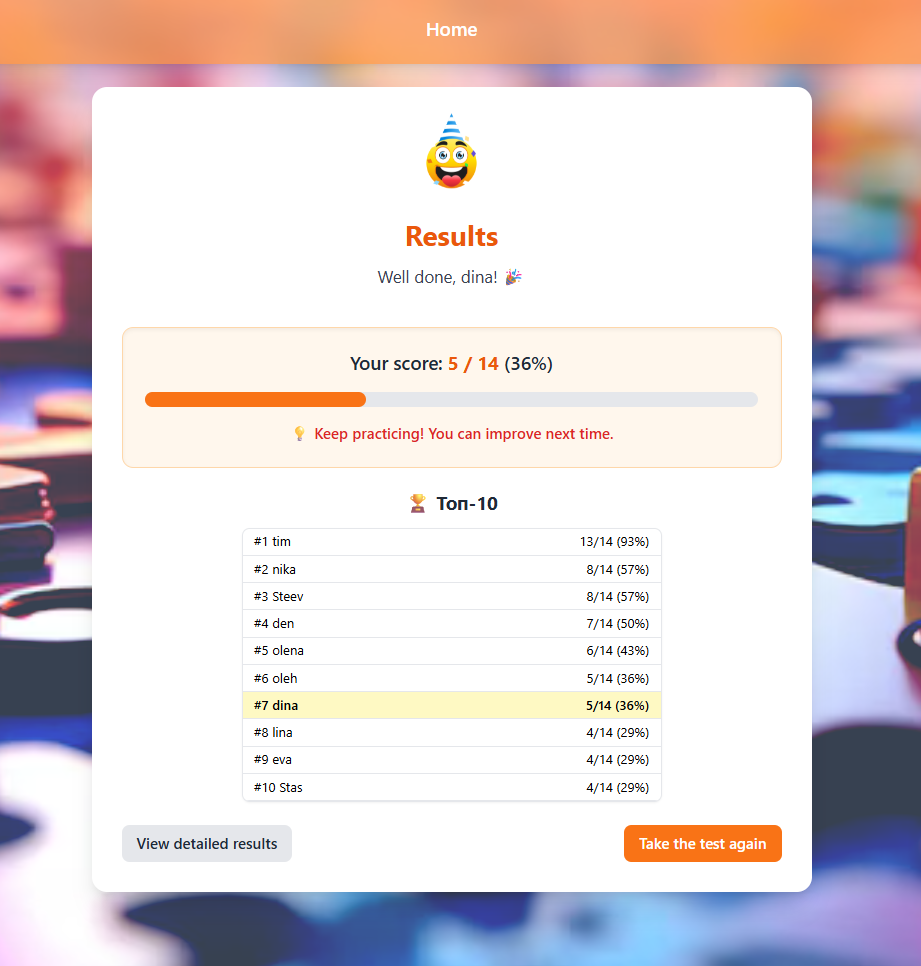 Home
Results
Well done, dina! 🎉
Your score: 5 / 14 (36%)
💡 Keep practicing! You can improve next time.
🏆 Топ-10
#1 tim 13/14 (93%)
#2 nika 8/14 (57%)
#3 Steev 8/14 (57%)
#4 den 7/14 (50%)
#5 olena 6/14 (43%)
#6 oleh 5/14 (36%)
#7 dina 5/14 (36%)
#8 lina 4/14 (29%)
#9 eva 4/14 (29%)
#10 Stas 4/14 (29%)
View detailed results
Take the test again